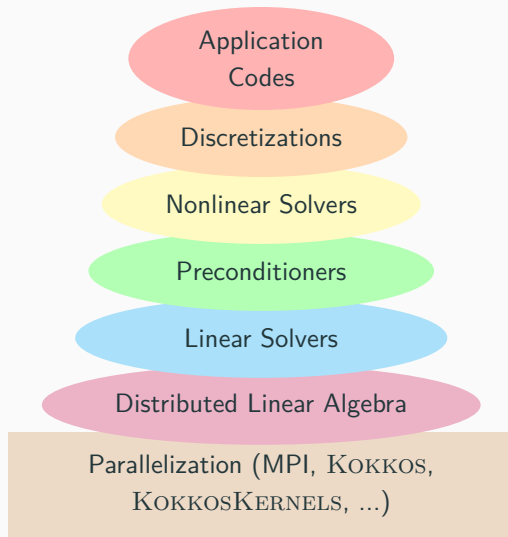 Application
Codes
Discretizations
Nonlinear Solvers
Preconditioners
Linear Solvers
Distributed Linear Algebra
Parallelization (MPI, KOKKOS,
KOKKOSKERNELS, ...)